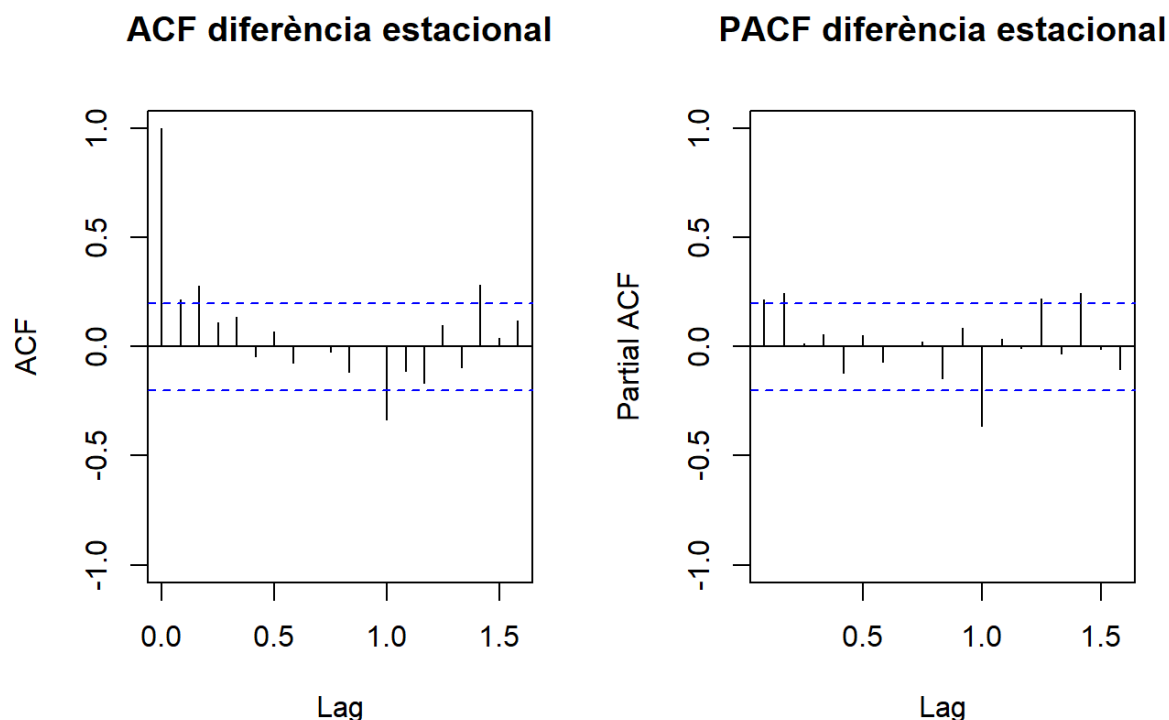 ACF diferència estacional
ACF
1.0
0.5
0.0
-0.5
-1.0
0.0 0.5 1.0 1.5
Lag
PACF diferència estacional
Partial ACF
1.0
0.5
0.0
-0.5
-1.0
0.5 1.0 1.5
Lag